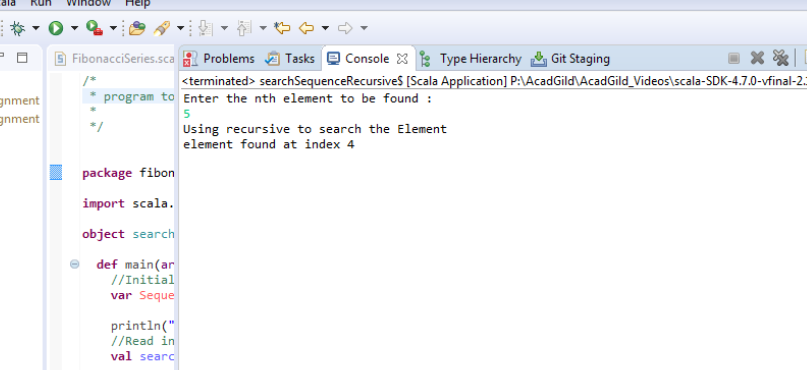 Run Window Help
FibonacciSeries.sca
Problems Tasks Console Type Hierarchy Git Staging
<terminated> searchSequenceRecursive$ [Scala Application] P:\AcadGild\AcadGild_Videos\scala-SDK-4.7.0-vfinal-2.
Enter the nth element to be found :
5
Using recursive to search the Element
element found at index 4
gnment
gnment
/*
* program to
*
*/
package fibon
import scala.
object search
def main(ar
//Initial
var Seque
println("
//Read in
val searc